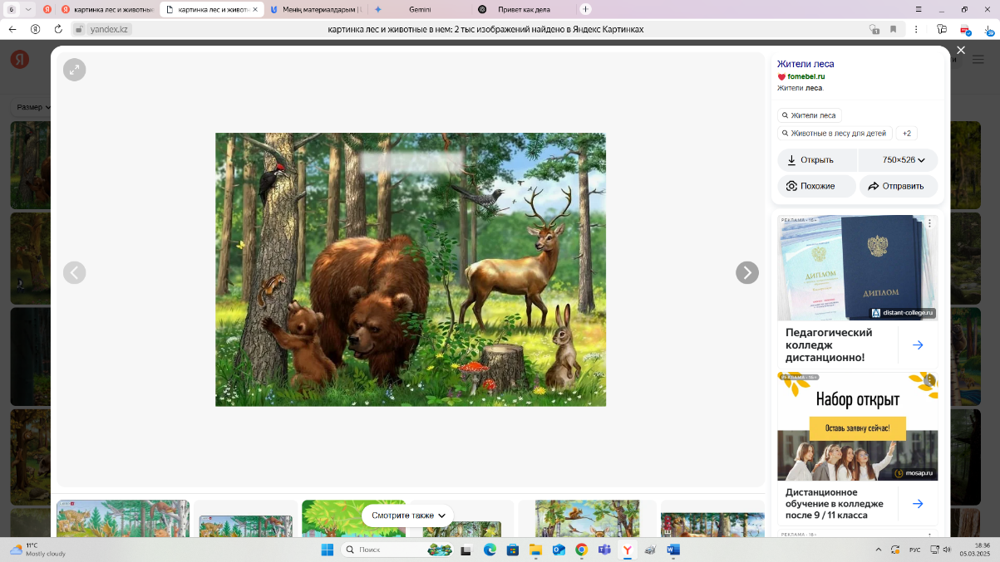 6
картинка лес и животные
картинка лес и животн
Менің материалдарым |
Gemini
Привет как дела
yandex.kz
картинка лес и животные в нем: 2 тыс изображений найдено в Яндекс Картинках
Размер
Жители леса
fomebel.ru
Жители леса.
Жители леса
Животные в лесу для детей
+2
Открыть
750×526
Похожие
Отправить
РЕКЛАМА • 16+
ДИПЛОМ
ДИПЛОМ
distant-college.ru
Педагогический
колледж
дистанционно!
РЕКЛАМА • 16+
Набор открыт
Оставь заявку сейчас!
mosap.ru
Дистанционное
обучение в колледже
после 9 / 11 класса
РЕКЛАМА • 16+
Смотрите также
11°C
Mostly cloudy
Поиск
РУС
18:36
05.03.2025